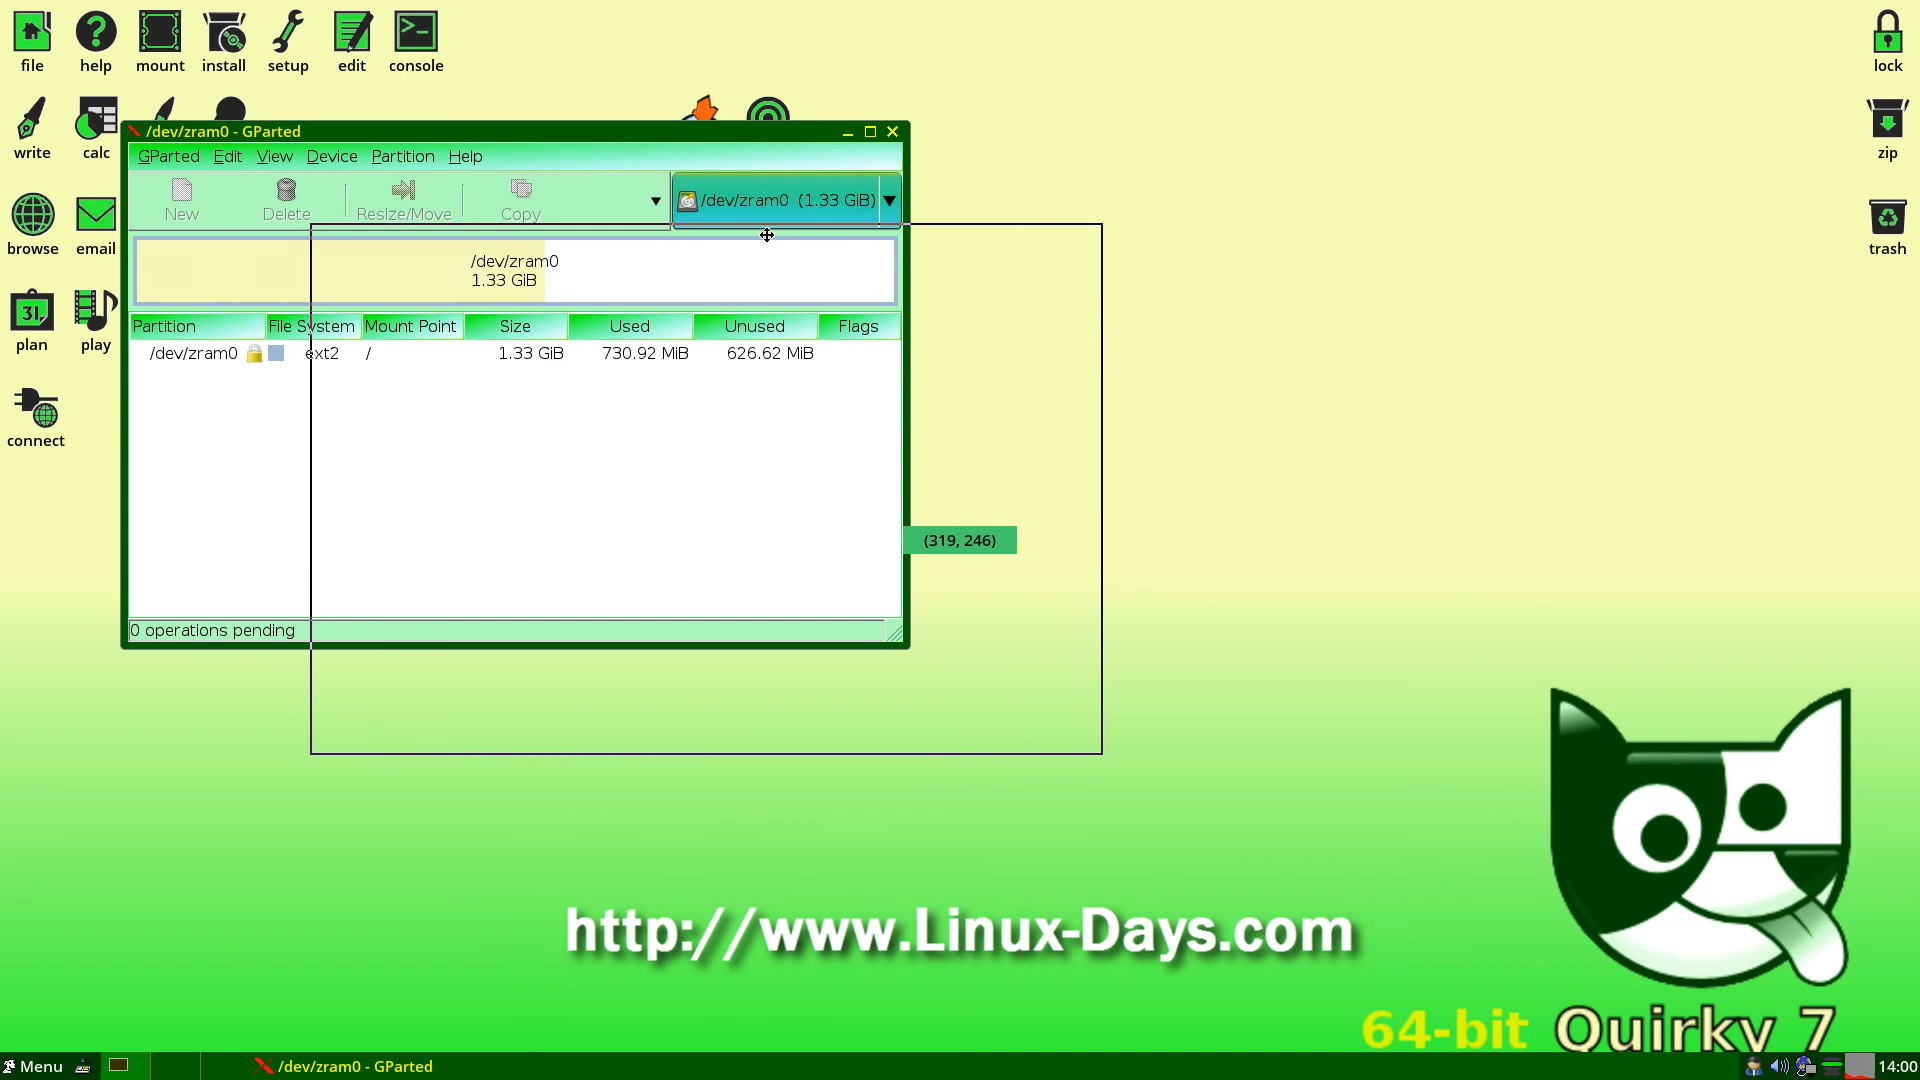 file help mount install setup edit console lock
write calc zip
/dev/zram0 - GParted
GParted Edit View Device Partition Help
New Delete Resize/Move Copy /dev/zram0 (1.33 GiB)
browse email trash
/dev/zram0
1.33 GiB
31
plan play
Partition File System Mount Point Size Used Unused Flags
/dev/zram0 ext2 / 1.33 GiB 730.92 MiB 626.62 MiB
connect
(319, 246)
0 operations pending
http://www.Linux-Days.com
64-bit Quirky 7
Menu /dev/zram0 - GParted 14:00